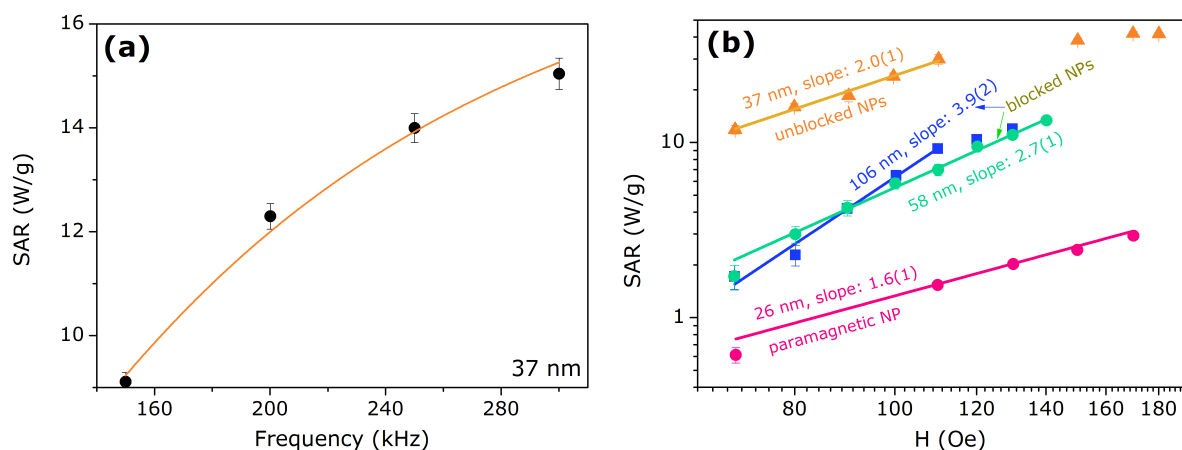 (a)
16
14
12
10
SAR (W/g)
160
200
240
280
Frequency (kHz)
37 nm
(b)
10
1
SAR (W/g)
37 nm, slope: 2.0(1)
unblocked NPs
106 nm, slope: 3.9(2)
blocked NPs
58 nm, slope: 2.7(1)
26 nm, slope: 1.6(1)
paramagnetic NP
80
100
120
140
160
180
H (Oe)